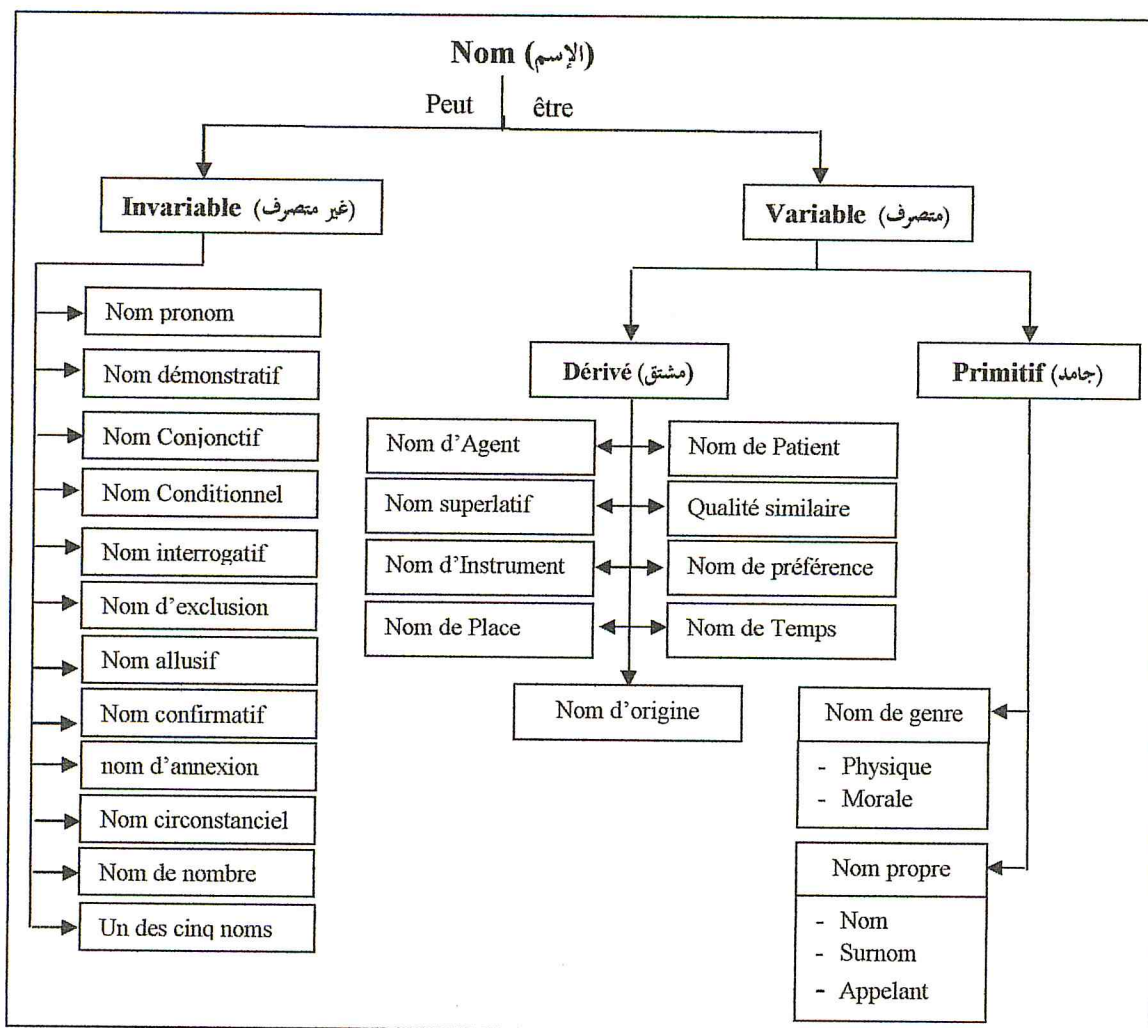 Nom (الإسم)
Peut être
Invariable (غير متصرف)
Variable (متصرف)
Nom pronom
Nom démonstratif
Nom Conjonctif
Nom Conditionnel
Nom interrogatif
Nom d'exclusion
Nom allusif
Nom confirmatif
nom d'annexion
Nom circonstanciel
Nom de nombre
Un des cinq noms
Dérivé (مشتق)
Primitif (جامد)
Nom d'Agent
Nom de Patient
Nom superlatif
Qualité similaire
Nom d'Instrument
Nom de préférence
Nom de Place
Nom de Temps
Nom d'origine
Nom de genre
- Physique
- Morale
Nom propre
- Nom
- Surnom
- Appelant